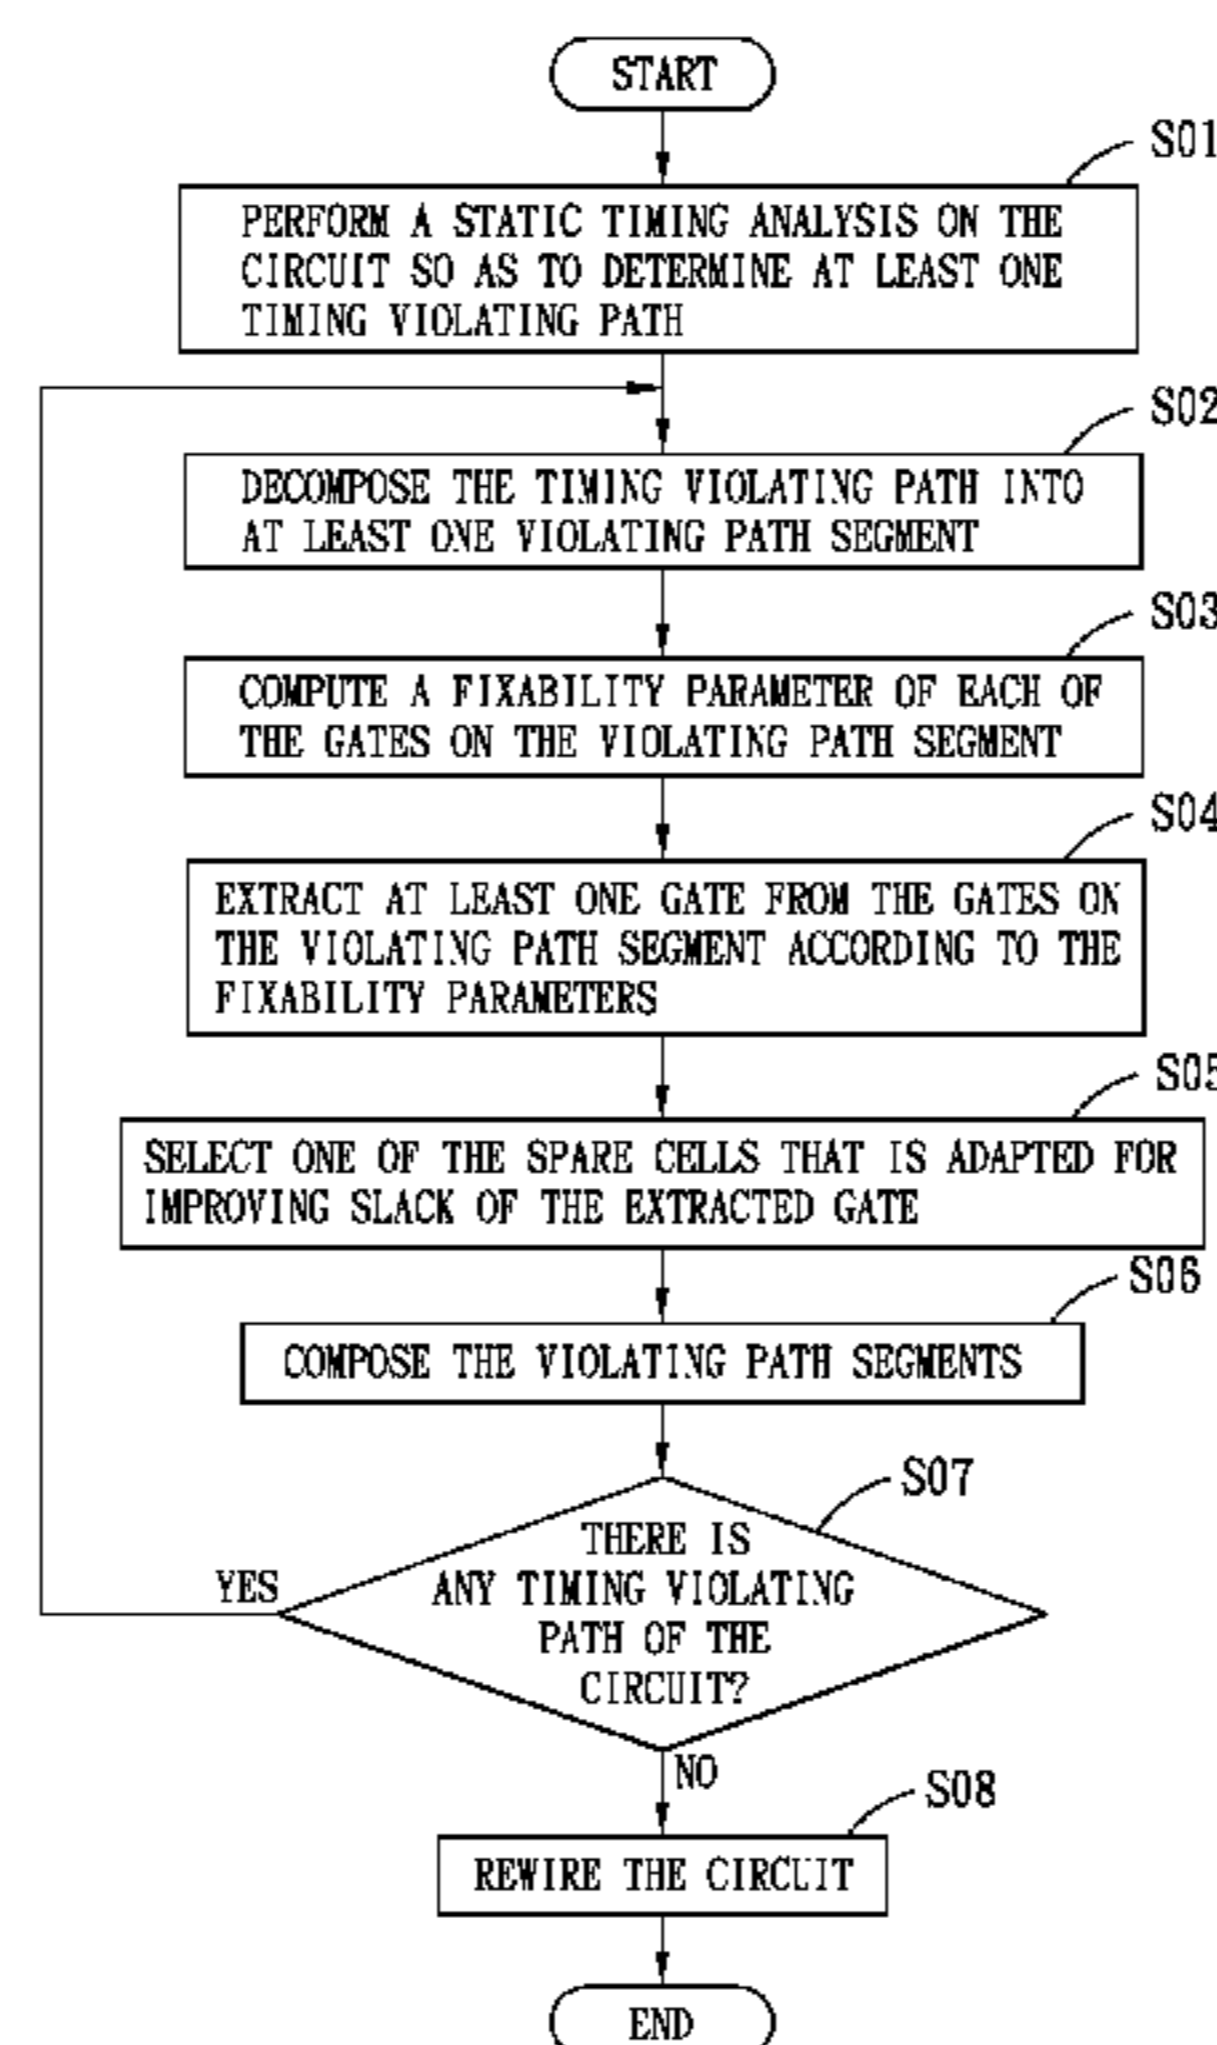 START
S01
PERFORM A STATIC TIMING ANALYSIS ON THE
CIRCUIT SO AS TO DETERMINE AT LEAST ONE
TIMING VIOLATING PATH
S02
DECOMPOSE THE TIMING VIOLATING PATH INTO
AT LEAST ONE VIOLATING PATH SEGMENT
S03
COMPUTE A FIXABILITY PARAMETER OF EACH OF
THE GATES ON THE VIOLATING PATH SEGMENT
S04
EXTRACT AT LEAST ONE GATE FROM THE GATES ON
THE VIOLATING PATH SEGMENT ACCORDING TO THE
FIXABILITY PARAMETERS
S05
SELECT ONE OF THE SPARE CELLS THAT IS ADAPTED FOR
IMPROVING SLACK OF THE EXTRACTED GATE
S06
COMPOSE THE VIOLATING PATH SEGMENTS
S07
THERE IS
ANY TIMING VIOLATING
PATH OF THE
CIRCUIT?
YES
NO
S08
REWIRE THE CIRCUIT
END